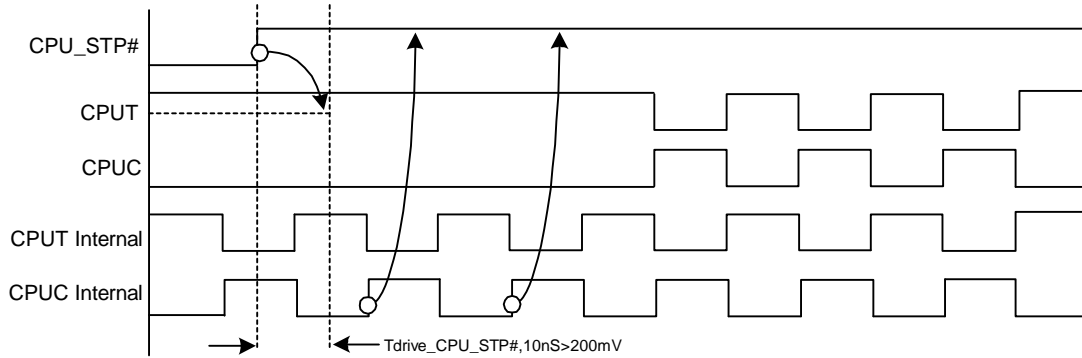 CPU_STP#
CPUT
CPUC
CPUT Internal
CPUC Internal
Tdrive_CPU_STP#,10nS>200mV